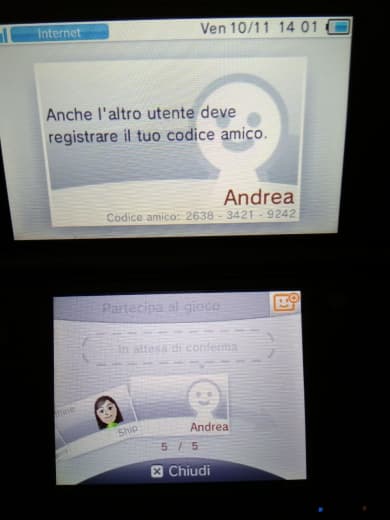 Internet
Ven 10/11 14 01
Anche l'altro utente deve
registrare il tuo codice amico.
Andrea
Codice amico: 2638 - 3421 - 9242
Partecipa al gioco
In attesa di conferma
Ship
Andrea
5 / 5
X Chiudi